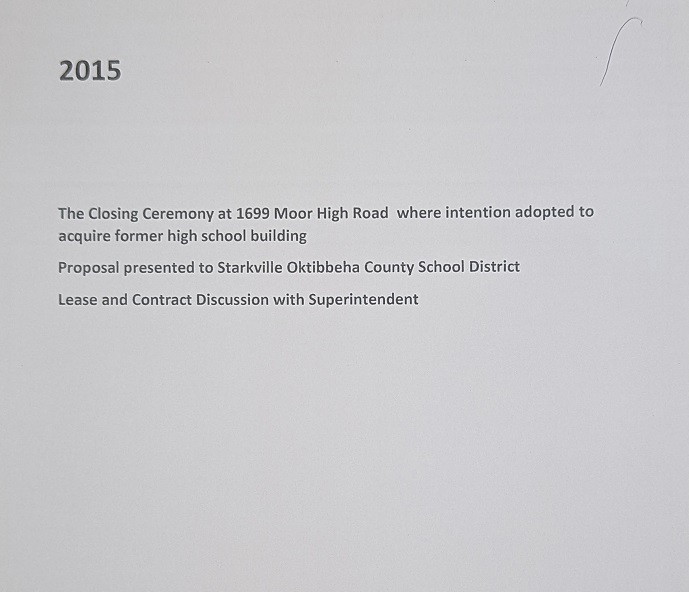 2015
The Closing Ceremony at 1699 Moor High Road  where intention adopted to
acquire former high school building
Proposal presented to Starkville Oktibbeha County School District
Lease and Contract Discussion with Superintendent